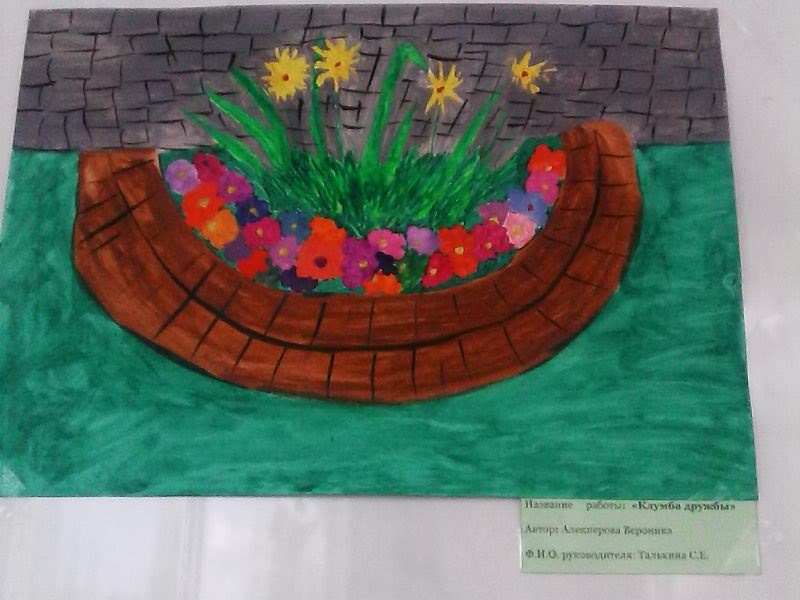 Название работы: «Клумба дружбы»
Автор: Алекперова Вероника
Ф.И.О. руководителя: Талькина С.Е.